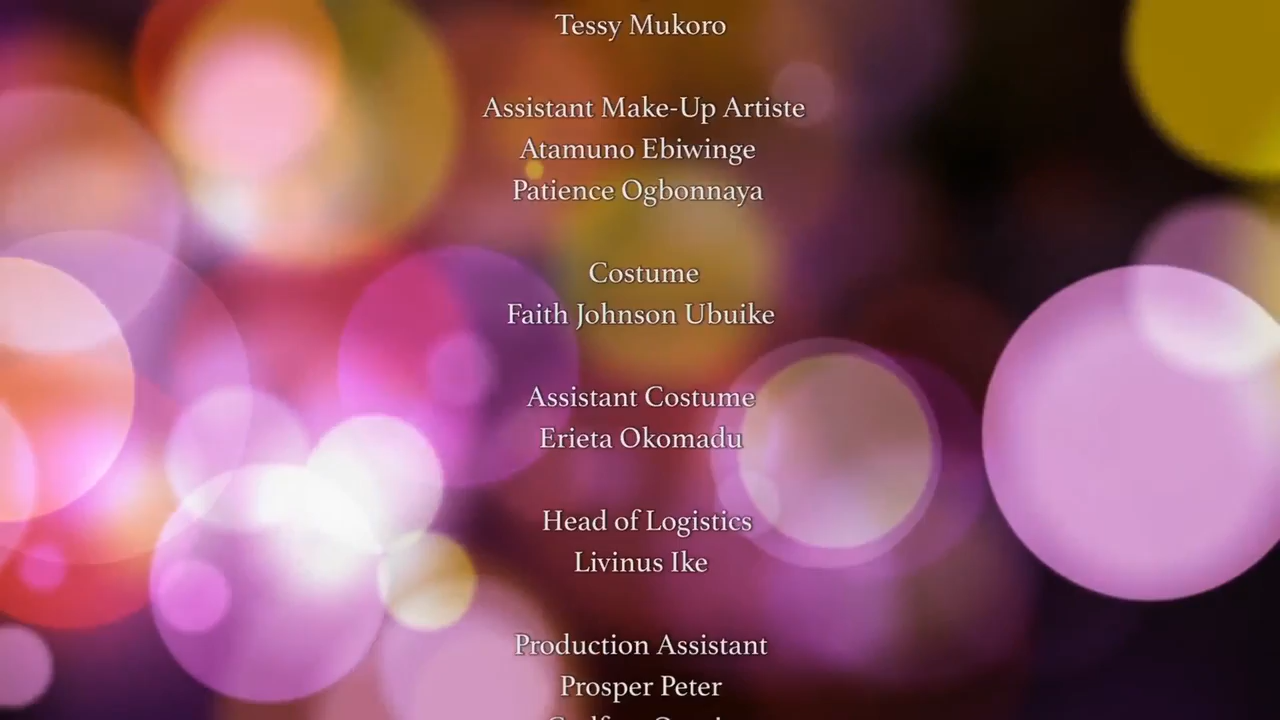 Tessy Mukoro
Assistant Make-Up Artiste
Atamuno Ebiwinge
Patience Ogbonnaya
Costume
Faith Johnson Ubuike
Assistant Costume
Erieta Okomadu
Head of Logistics
Livinus Ike
Production Assistant
Prosper Peter